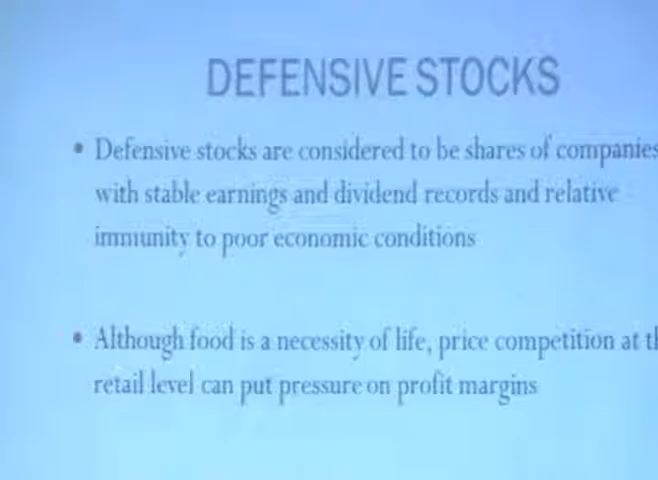 DEFENSIVE STOCKS
• Defensive stocks are considered to be shares of companies
with stable earnings and dividend records and relative
immunity to poor economic conditions
• Although food is a necessity of life, price competition at th
retail level can put pressure on profit margins